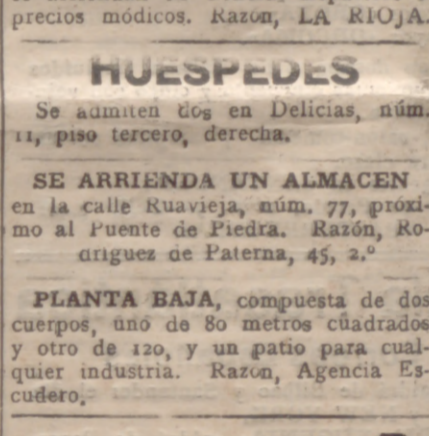 precios módicos. Razón, LA RIOJA.
HUESPEDES
Se admiten dos en Delicias, núm.
11, piso tercero, derecha.
SE ARRIENDA UN ALMACEN
en la calle Ruavieja, núm. 77, próxi-
mo al Puente de Piedra. Razón, Ro-
driguez de Paterna, 45, 2.º
PLANTA BAJA, compuesta de dos
cuerpos, uno de 80 metros cuadrados
y otro de 120, y un patio para cual-
quier industria. Razón, Agencia Es-
cudero.